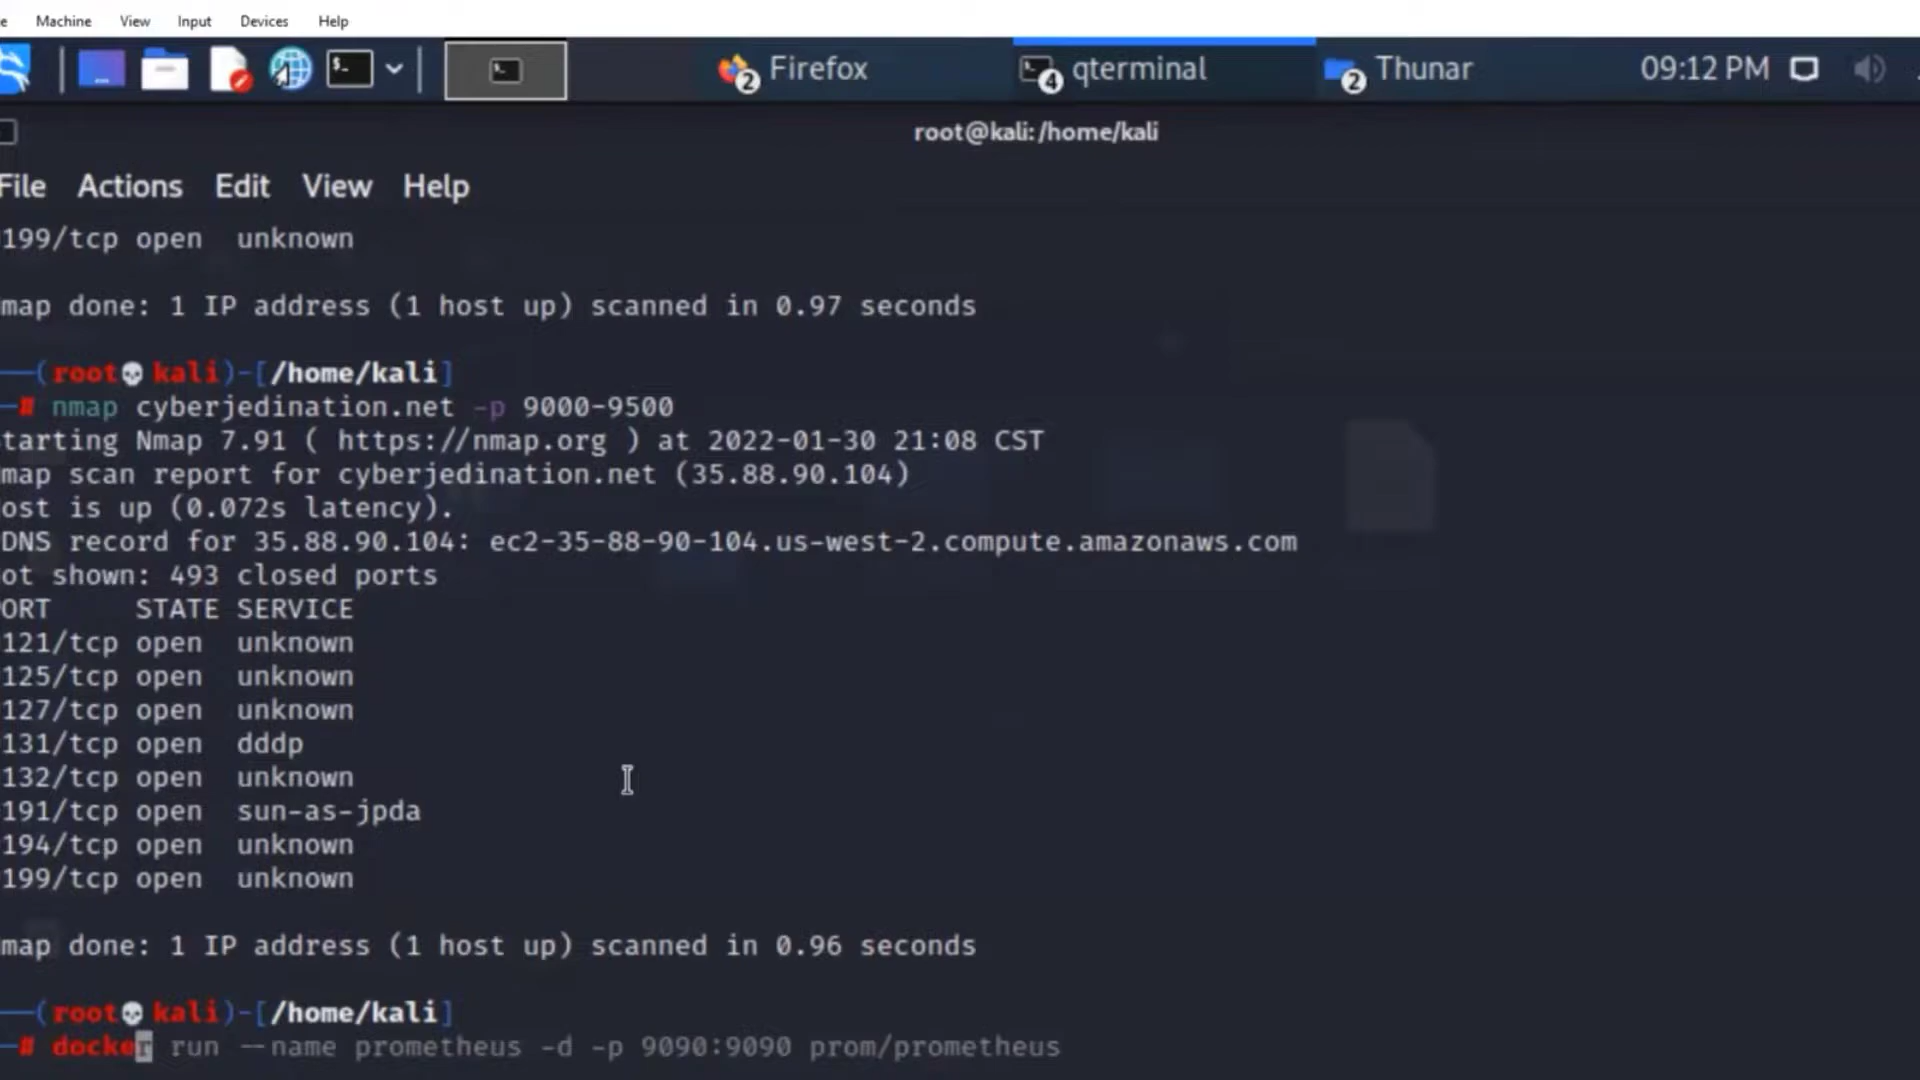 e Machine View Input Devices Help
2 Firefox 4 qterminal 2 Thunar 09:12 PM
root@kali: /home/kali
File Actions Edit View Help
199/tcp open unknown
map done: 1 IP address (1 host up) scanned in 0.97 seconds
(root💀kali)-[/home/kali]
# nmap cyberjedination.net -p 9000-9500
tarting Nmap 7.91 ( https://nmap.org ) at 2022-01-30 21:08 CST
map scan report for cyberjedination.net (35.88.90.104)
ost is up (0.072s latency).
DNS record for 35.88.90.104: ec2-35-88-90-104.us-west-2.compute.amazonaws.com
ot shown: 493 closed ports
PORT STATE SERVICE
121/tcp open unknown
125/tcp open unknown
127/tcp open unknown
131/tcp open dddp
132/tcp open unknown
191/tcp open sun-as-jpda
194/tcp open unknown
199/tcp open unknown
map done: 1 IP address (1 host up) scanned in 0.96 seconds
(root💀kali)-[/home/kali]
# docker run --name prometheus -d -p 9090:9090 prom/prometheus